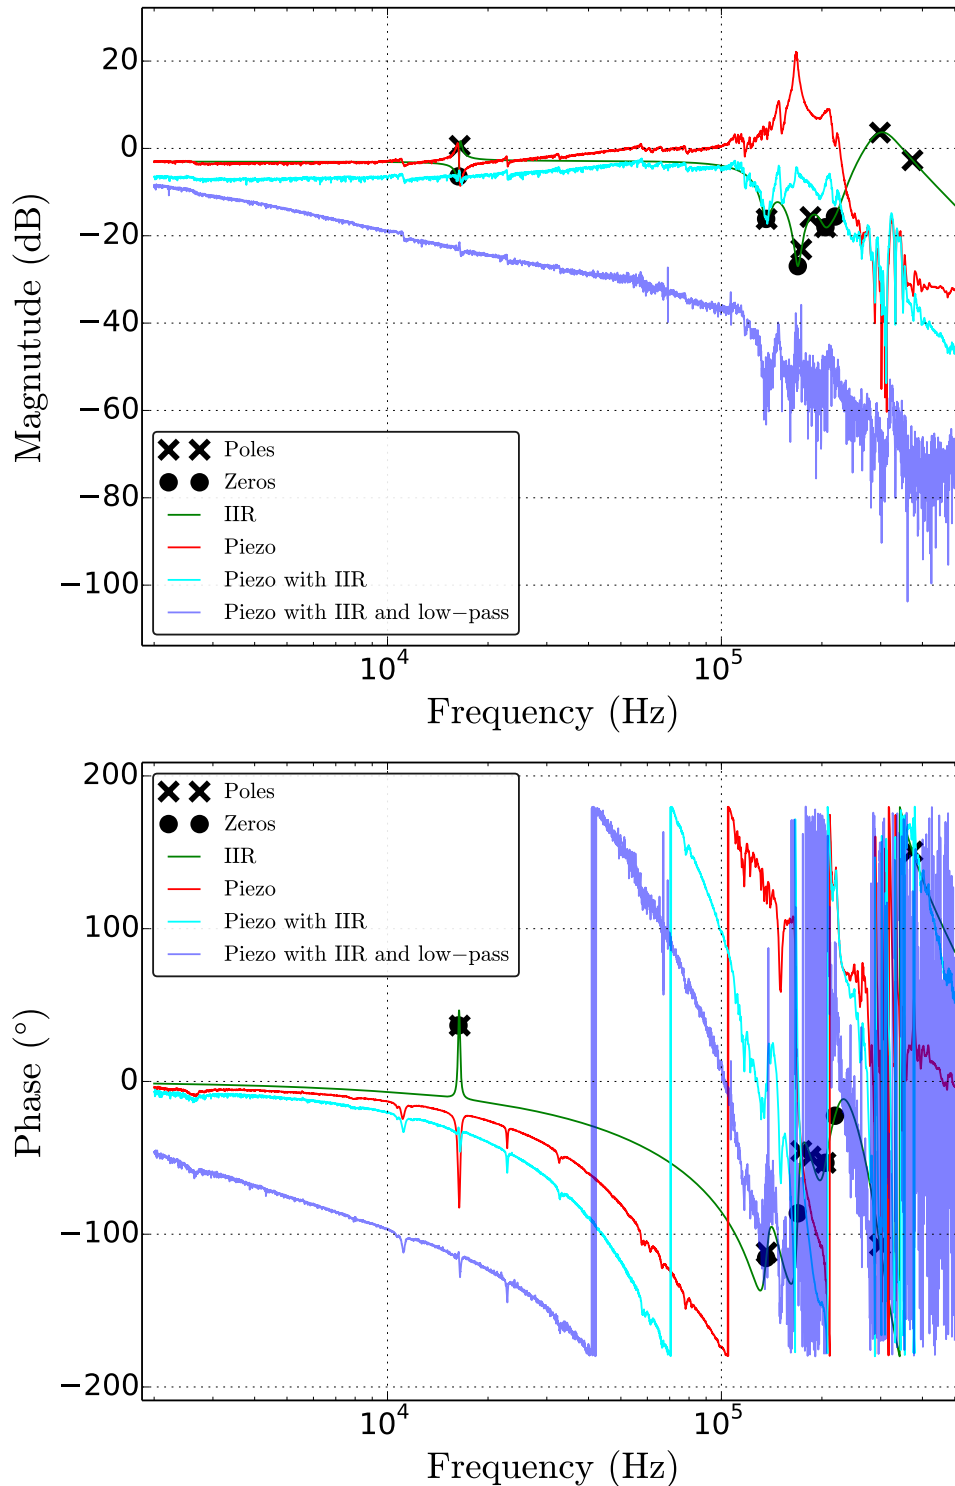 20
0
−20
−40
−60
−80
−100
Magnutude (dB)
Poles
Zeros
IIR
Piezo
Piezo with IIR
Piezo with IIR and low−pass
10^4
10^5
Frequency (Hz)
200
100
0
−100
−200
Phase (°)
Poles
Zeros
IIR
Piezo
Piezo with IIR
Piezo with IIR and low−pass
10^4
10^5
Frequency (Hz)